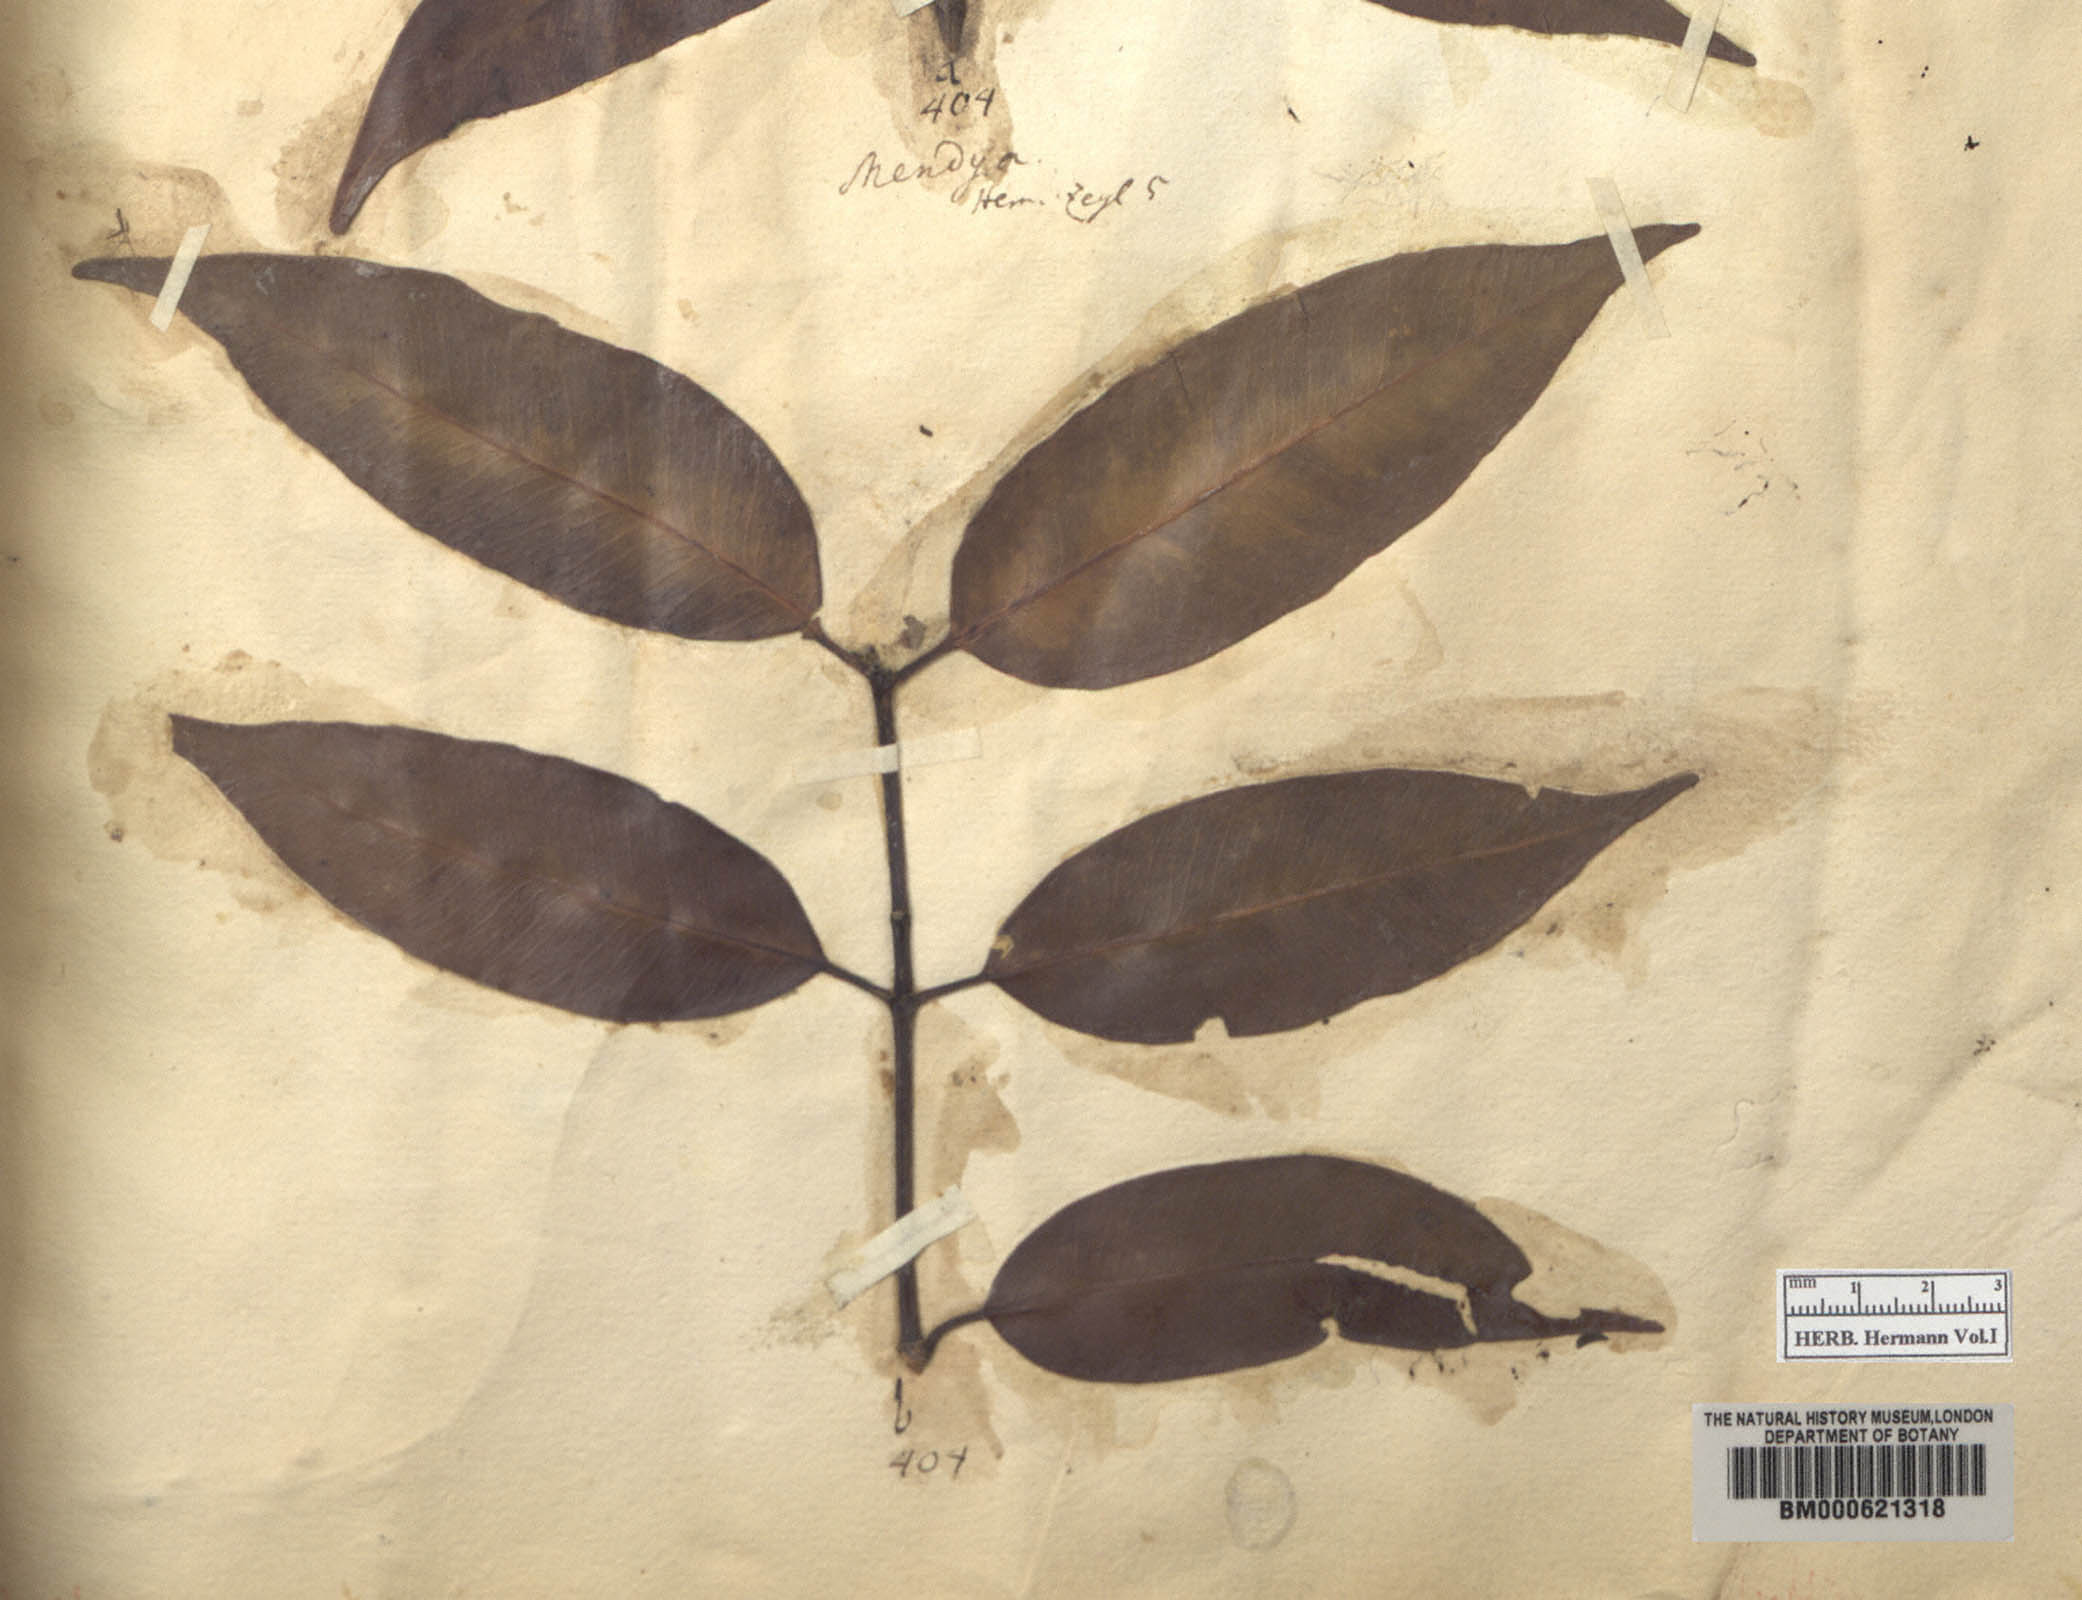 a
404
Mendya.
Herm. Zeyl 5
mm 1 2 3
HERB. Hermann Vol.I
THE NATURAL HISTORY MUSEUM,LONDON
DEPARTMENT OF BOTANY
BM000621318
b
404